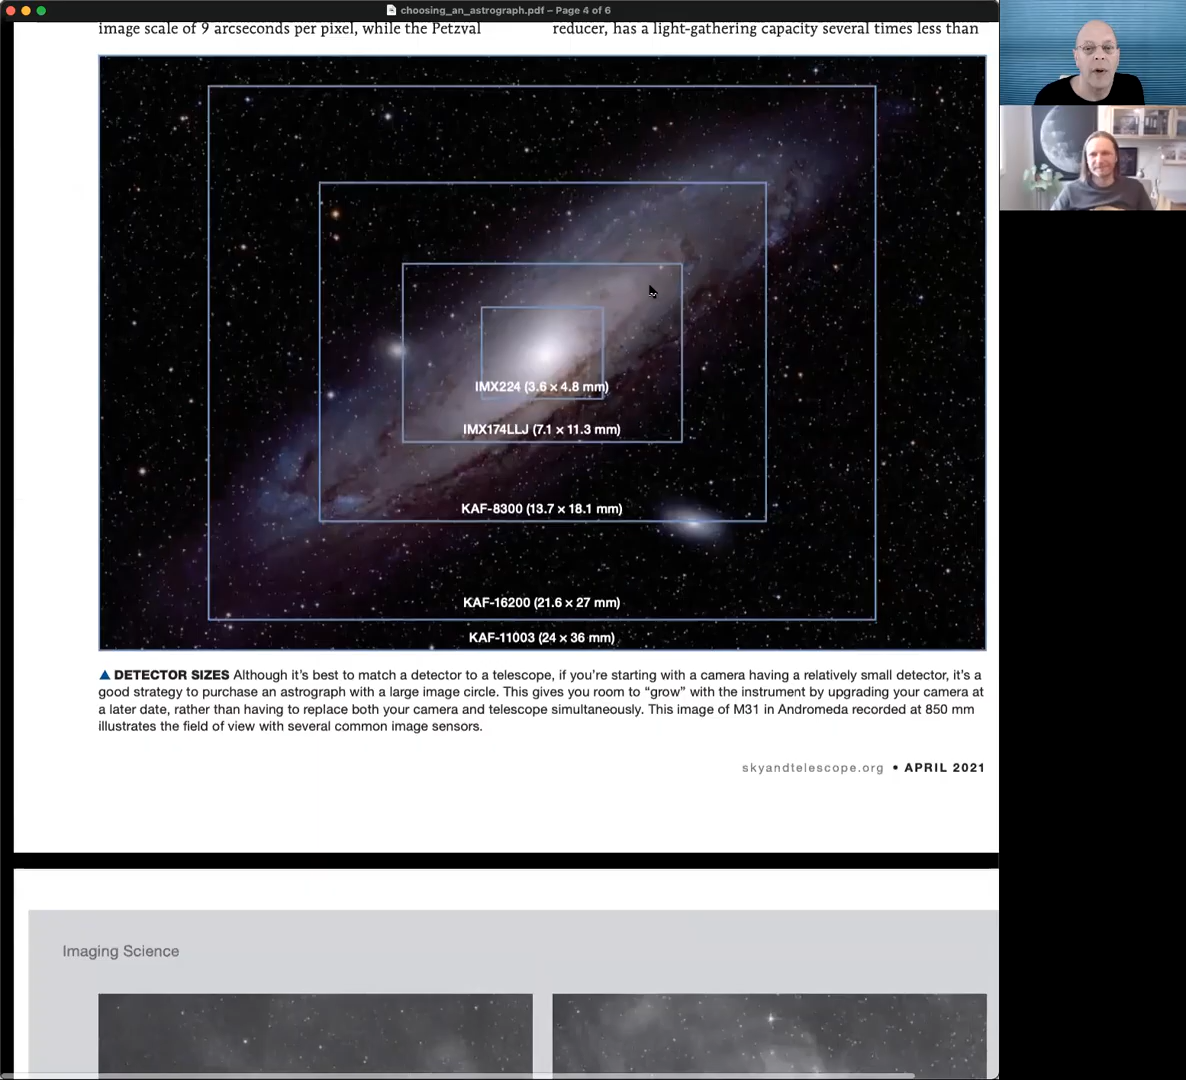 choosing_an_astrograph.pdf – Page 4 of 6
image scale of 9 arcseconds per pixel, while the Petzval
reducer, has a light-gathering capacity several times less than
IMX224 (3.6 x 4.8 mm)
IMX174LLJ (7.1 x 11.3 mm)
KAF-8300 (13.7 x 18.1 mm)
KAF-16200 (21.6 x 27 mm)
KAF-11003 (24 x 36 mm)
▲ DETECTOR SIZES Although it’s best to match a detector to a telescope, if you’re starting with a camera having a relatively small detector, it’s a
good strategy to purchase an astrograph with a large image circle. This gives you room to “grow” with the instrument by upgrading your camera at
a later date, rather than having to replace both your camera and telescope simultaneously. This image of M31 in Andromeda recorded at 850 mm
illustrates the field of view with several common image sensors.
skyandtelescope.org • APRIL 2021
Imaging Science